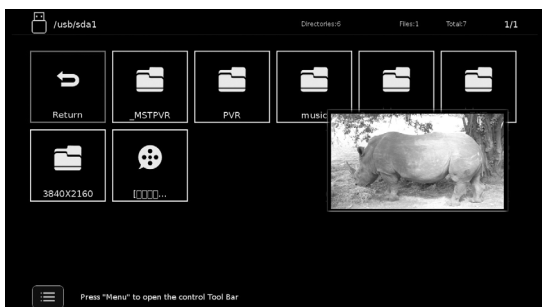 /usb/sda1
Directories:6
Files:1
Total:7
1/1
Return
_MSTPVR
PVR
music
3840X2160
[▯▯▯▯...
Press "Menu" to open the control Tool Bar